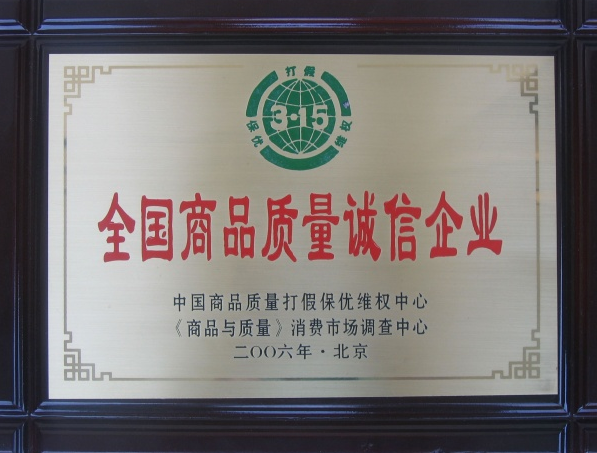 打假
3·15
保优
维权
全国商品质量诚信企业
中国商品质量打假保优维权中心
《商品与质量》消费市场调查中心
二〇〇六年·北京